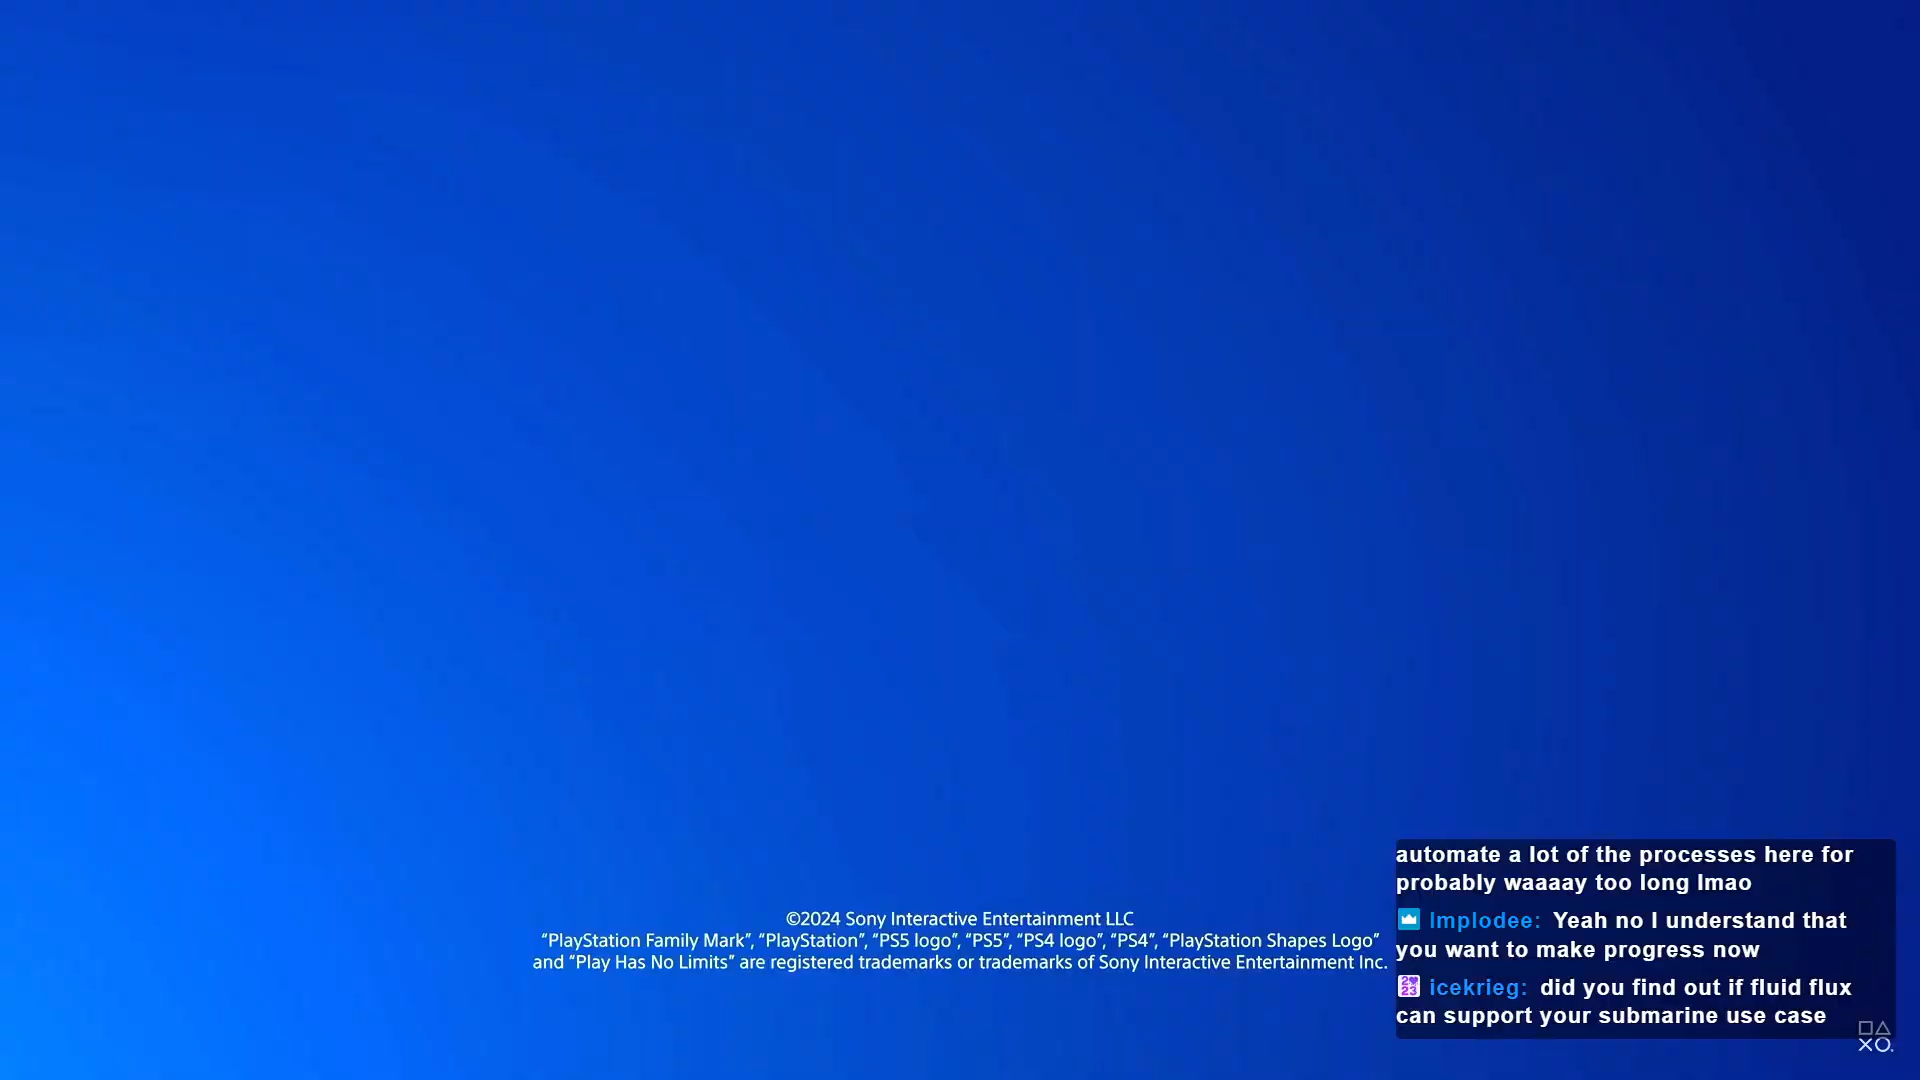 ©2024 Sony Interactive Entertainment LLC
“PlayStation Family Mark”, “PlayStation”, “PS5 logo”, “PS5”, “PS4 logo”, “PS4”, “PlayStation Shapes Logo”
and “Play Has No Limits” are registered trademarks or trademarks of Sony Interactive Entertainment Inc.
automate a lot of the processes here for
probably waaaay too long lmao
Implodee: Yeah no I understand that
you want to make progress now
2023 icekrieg: did you find out if fluid flux
can support your submarine use case